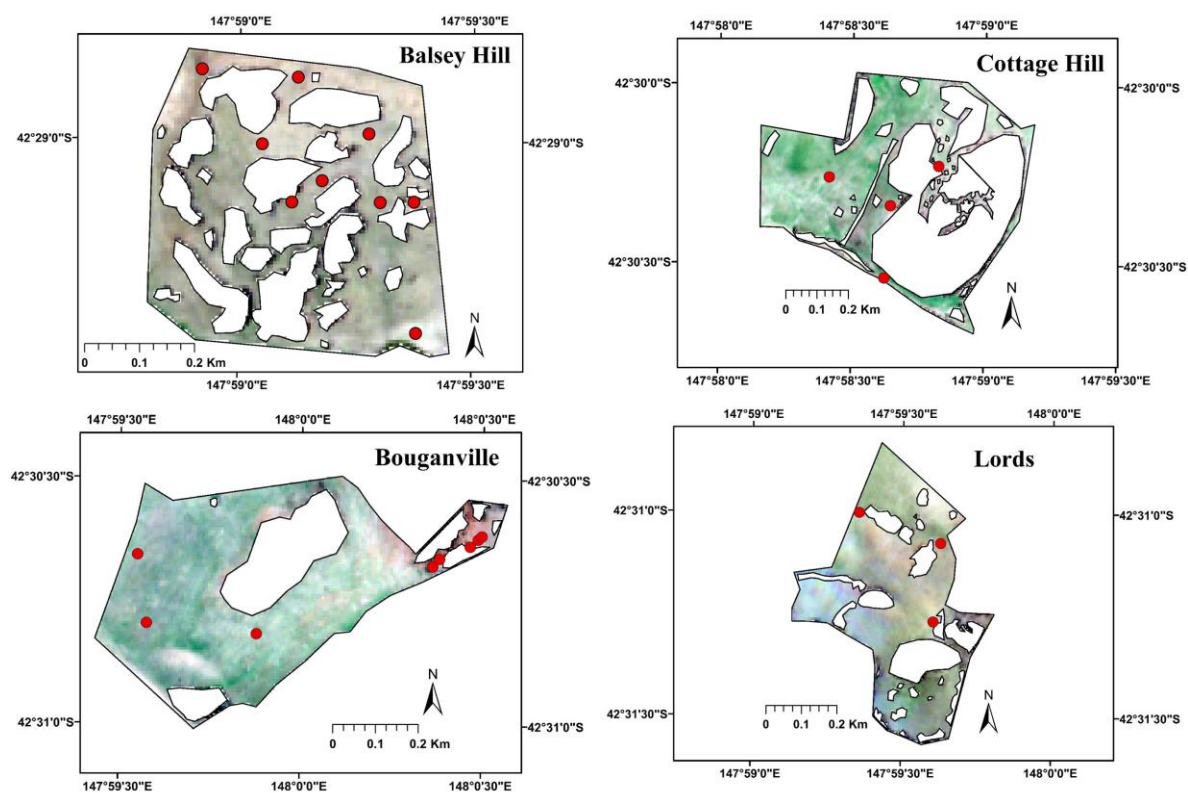 147°59'0"E 147°59'30"E
Balsey Hill
42°29'0"S 42°29'0"S
N
0 0.1 0.2 Km
147°59'0"E 147°59'30"E
147°58'0"E 147°58'30"E 147°59'0"E
Cottage Hill
42°30'0"S 42°30'0"S
42°30'30"S 42°30'30"S
N
0 0.1 0.2 Km
147°58'0"E 147°58'30"E 147°59'0"E 147°59'30"E
147°59'30"E 148°0'0"E 148°0'30"E
Bouganville
42°30'30"S 42°30'30"S
N
0 0.1 0.2 Km
42°31'0"S 42°31'0"S
147°59'30"E 148°0'0"E 148°0'30"E
147°59'0"E 147°59'30"E 148°0'0"E
Lords
42°31'0"S 42°31'0"S
N
0 0.1 0.2 Km
42°31'30"S 42°31'30"S
147°59'0"E 147°59'30"E 148°0'0"E